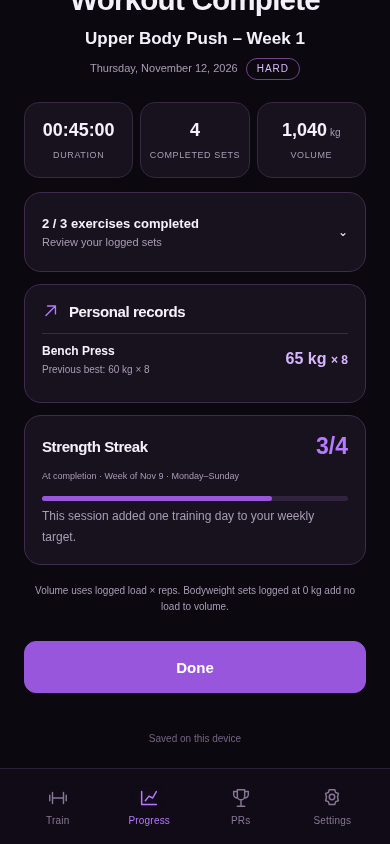 Workout Complete
Upper Body Push – Week 1
Thursday, November 12, 2026 HARD
00:45:00
DURATION
4
COMPLETED SETS
1,040 kg
VOLUME
2 / 3 exercises completed
Review your logged sets
Personal records
Bench Press
Previous best: 60 kg × 8
65 kg × 8
Strength Streak
3/4
At completion · Week of Nov 9 · Monday–Sunday
This session added one training day to your weekly
target.
Volume uses logged load × reps. Bodyweight sets logged at 0 kg add no
load to volume.
Done
Saved on this device
Train
Progress
PRs
Settings